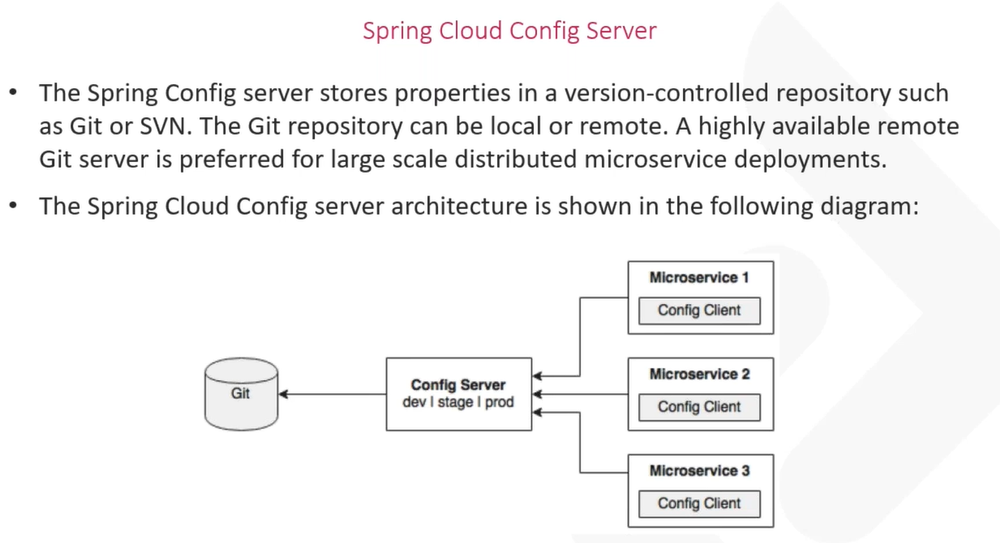 Spring Cloud Config Server
• The Spring Config server stores properties in a version-controlled repository such
as Git or SVN. The Git repository can be local or remote. A highly available remote
Git server is preferred for large scale distributed microservice deployments.
• The Spring Cloud Config server architecture is shown in the following diagram:
Microservice 1
Config Client
Git
Config Server
dev | stage | prod
Microservice 2
Config Client
Microservice 3
Config Client